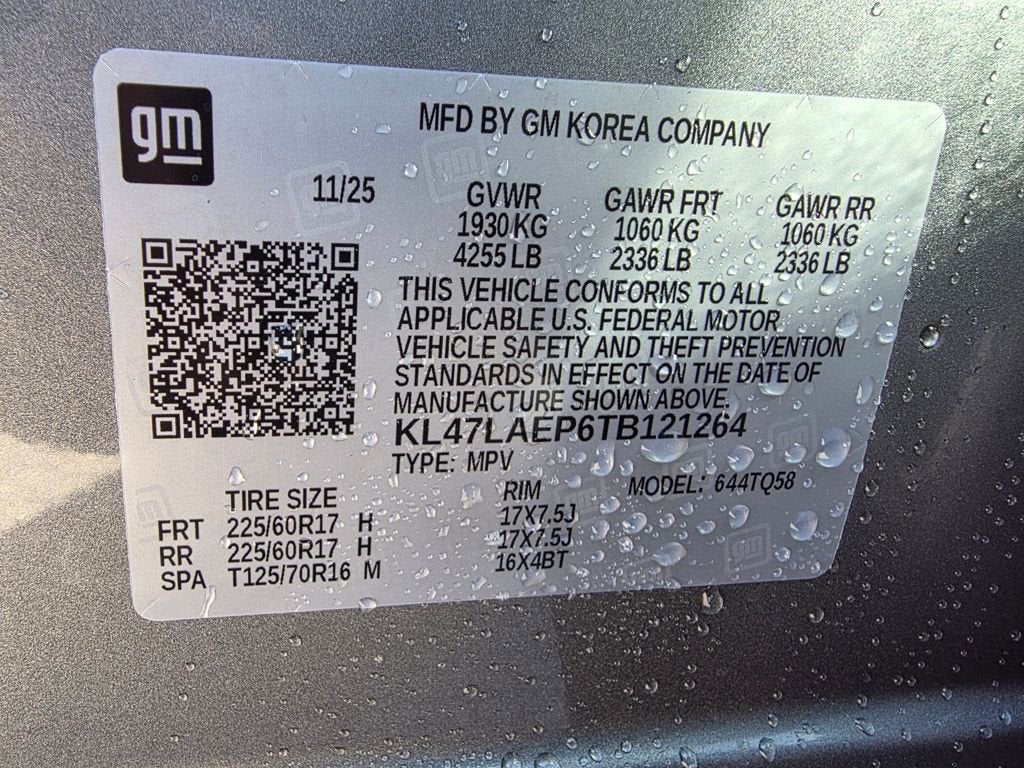 gm
MFD BY GM KOREA COMPANY
11/25 GVWR GAWR FRT GAWR RR
1930 KG 1060 KG 1060 KG
4255 LB 2336 LB 2336 LB
THIS VEHICLE CONFORMS TO ALL
APPLICABLE U.S. FEDERAL MOTOR
VEHICLE SAFETY AND THEFT PREVENTION
STANDARDS IN EFFECT ON THE DATE OF
MANUFACTURE SHOWN ABOVE.
KL47LAEP6TB121264
TYPE: MPV MODEL: 644TQ58
TIRE SIZE RIM
FRT 225/60R17 H 17X7.5J
RR 225/60R17 H 17X7.5J
SPA T125/70R16 M 16X4BT